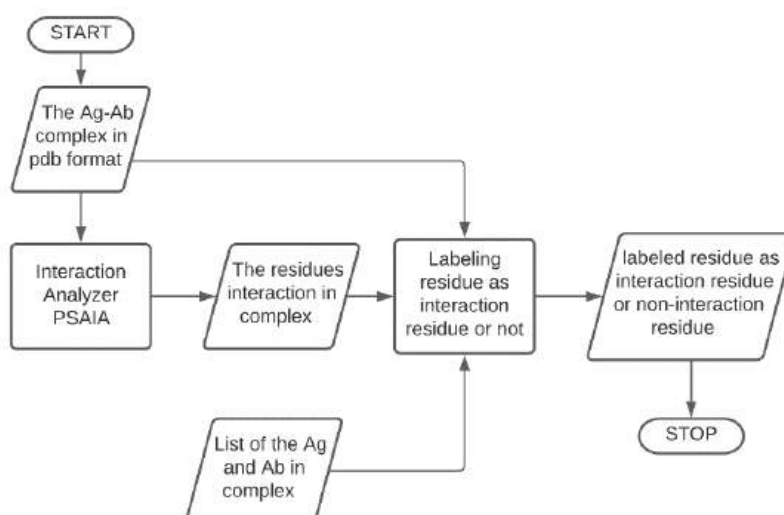 START
The Ag-Ab
complex in
pdb format
Interaction
Analyzer
PSAIA
The residues
interaction in
complex
Labeling
residue as
interaction
residue or not
labeled residue as
interaction residue
or non-interaction
residue
List of the Ag
and Ab in
complex
STOP